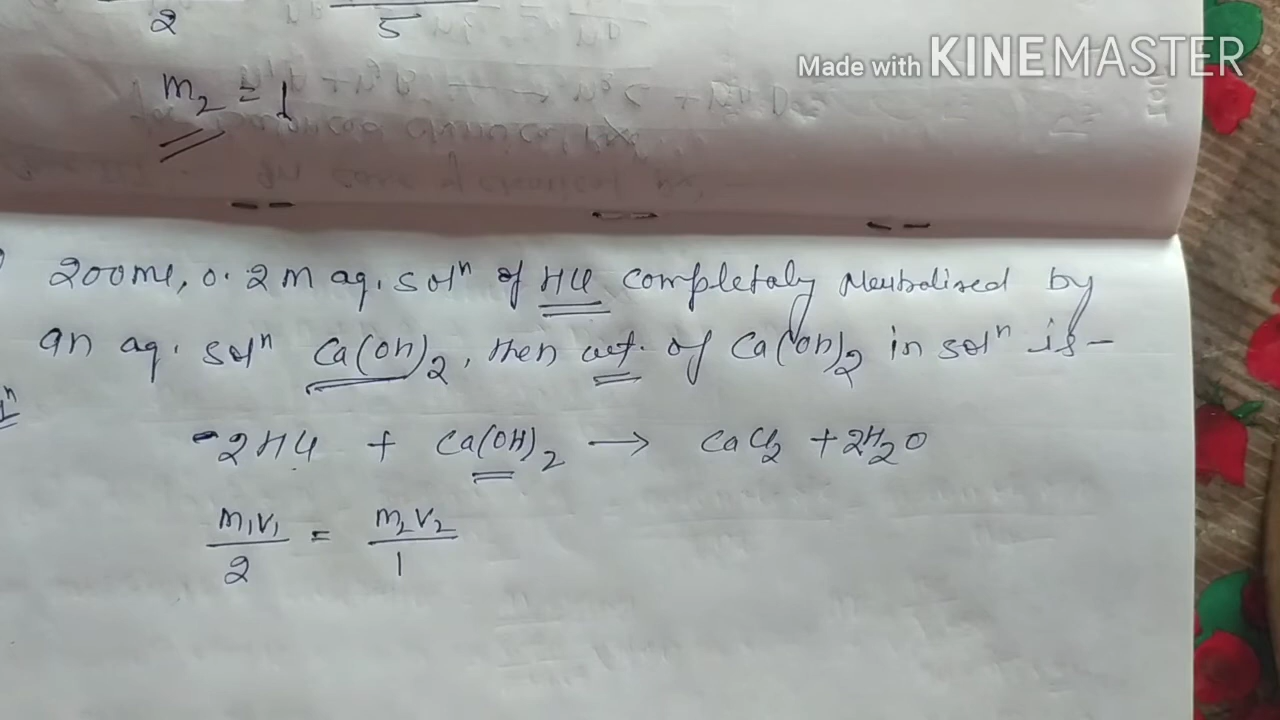 2 5
Made with KINEMASTER
m₂ = 1
200ml, 0.2 M aq. solⁿ of HCl completaly Neutralised by
an aq. solⁿ Ca(OH)₂, then wt. of Ca(OH)₂ in solⁿ is-
2HCl + Ca(OH)₂ → CaCl₂ + 2H₂O
M₁V₁ = M₂V₂
2 1